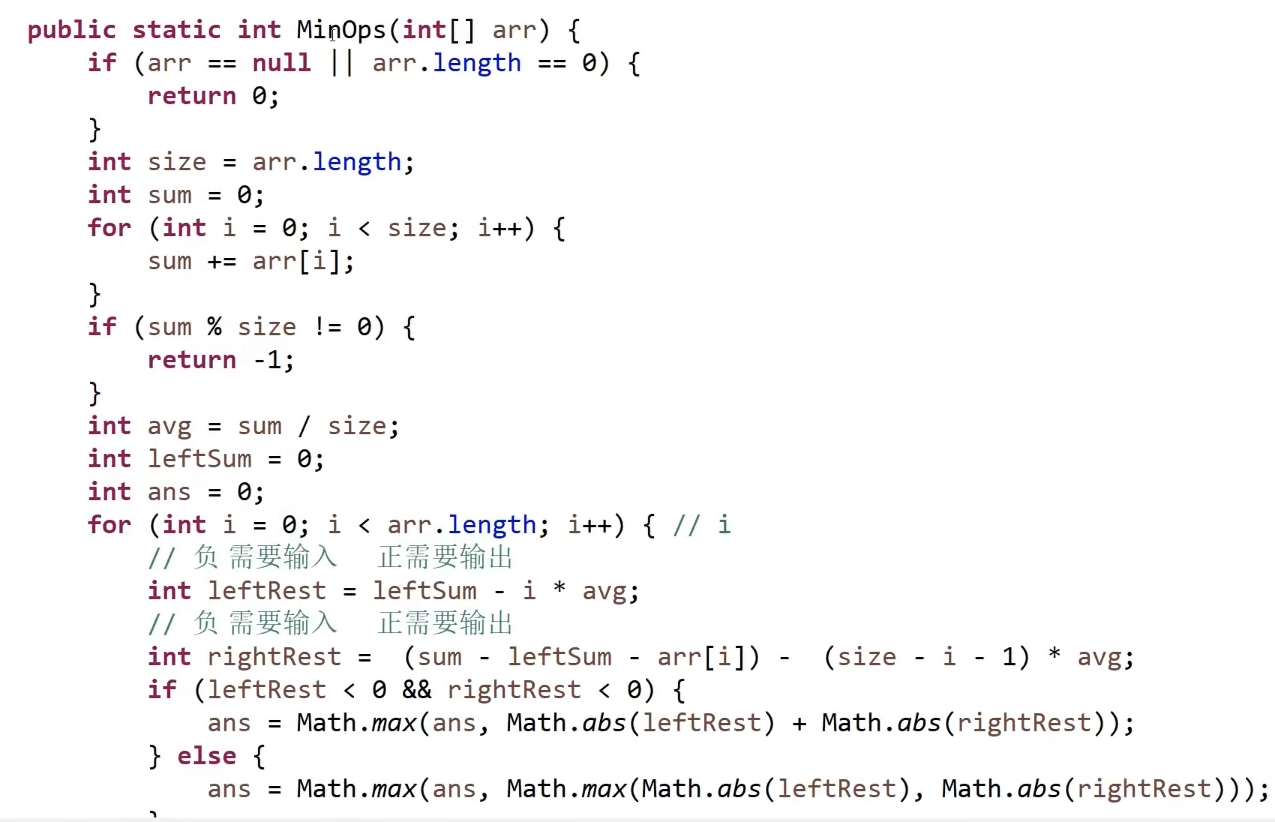 public static int MinOps(int[] arr) {
if (arr == null || arr.length == 0) {
return 0;
}
int size = arr.length;
int sum = 0;
for (int i = 0; i < size; i++) {
sum += arr[i];
}
if (sum % size != 0) {
return -1;
}
int avg = sum / size;
int leftSum = 0;
int ans = 0;
for (int i = 0; i < arr.length; i++) { // i
// 负 需要输入 正需要输出
int leftRest = leftSum - i * avg;
// 负 需要输入 正需要输出
int rightRest = (sum - leftSum - arr[i]) - (size - i - 1) * avg;
if (leftRest < 0 && rightRest < 0) {
ans = Math.max(ans, Math.abs(leftRest) + Math.abs(rightRest));
} else {
ans = Math.max(ans, Math.max(Math.abs(leftRest), Math.abs(rightRest)));